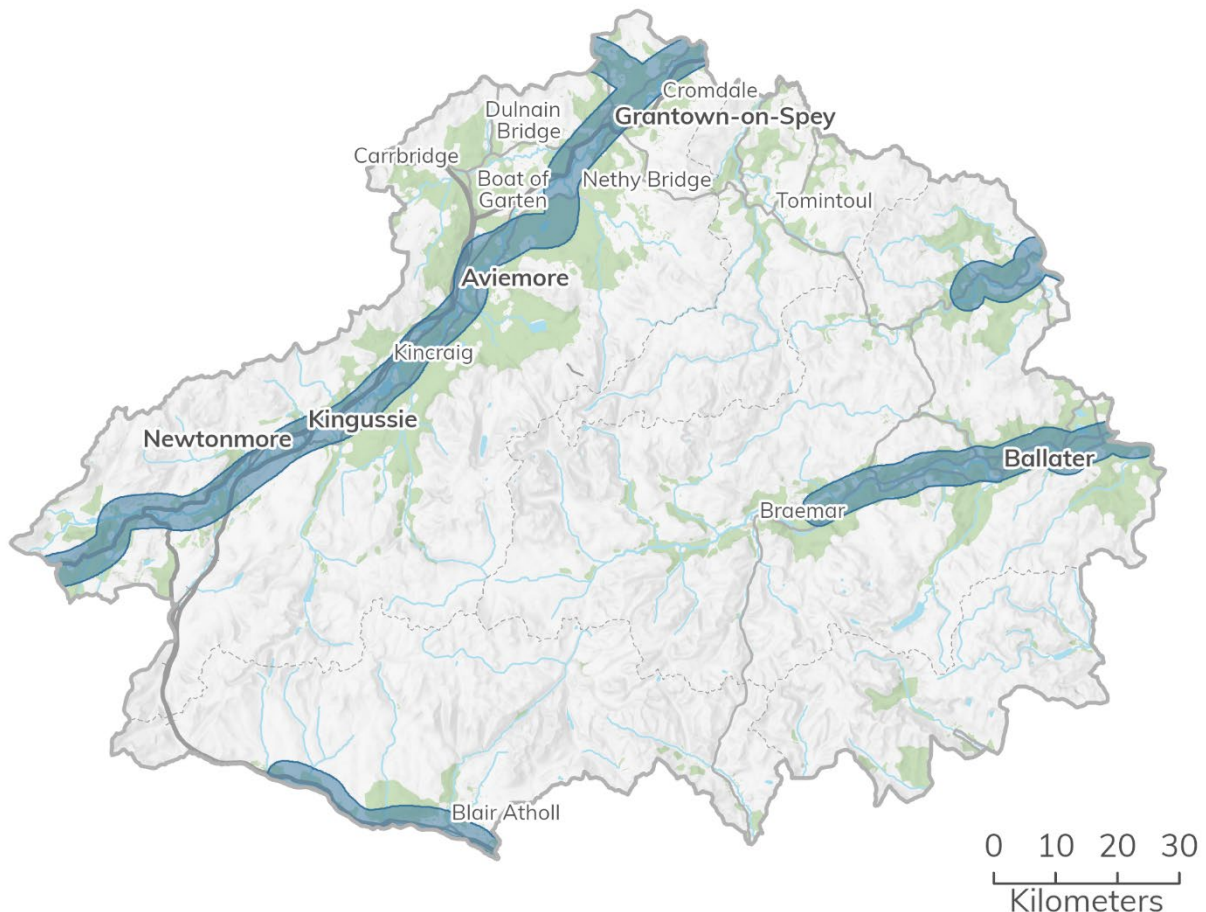 Cromdale
Grantown-on-Spey
Dulnain
Bridge
Carrbridge
Boat of
Garten
Nethy Bridge
Tomintoul
Aviemore
Kincraig
Kingussie
Newtonmore
Ballater
Braemar
Blair Atholl
0 10 20 30
Kilometers